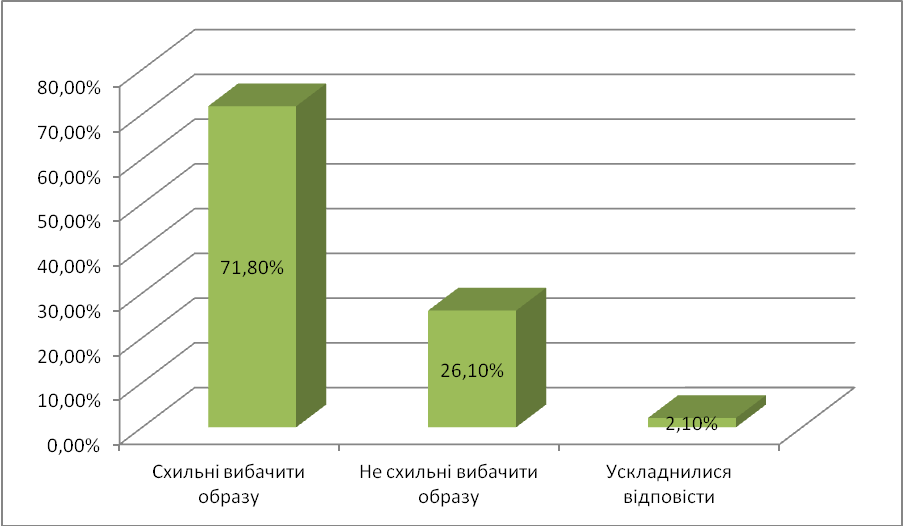 80,00%
70,00%
60,00%
50,00%
40,00%
30,00%
20,00%
10,00%
0,00%
71,80%
26,10%
2,10%
Схильні вибачити
образу
Не схильні вибачити
образу
Ускладнилися
відповісти